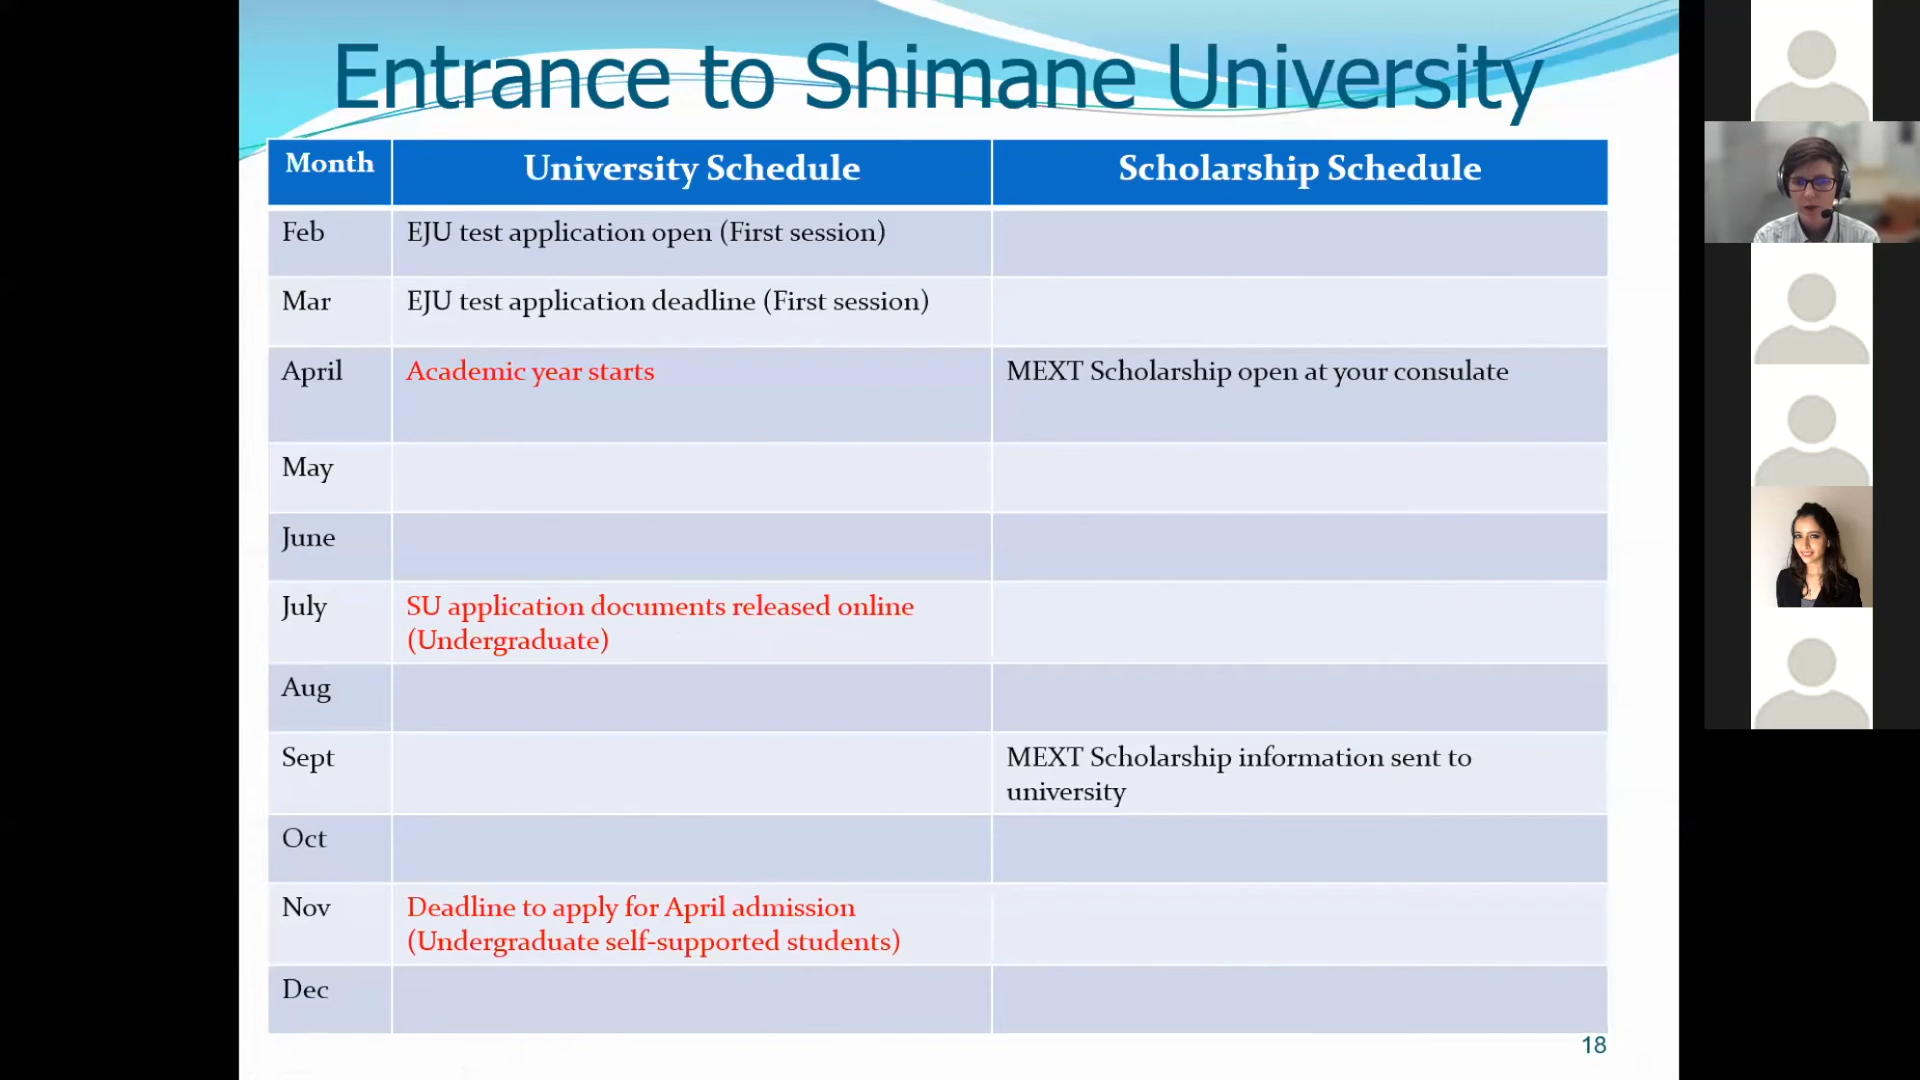 Entrance to Shimane University
Month University Schedule Scholarship Schedule
Feb EJU test application open (First session)
Mar EJU test application deadline (First session)
April Academic year starts MEXT Scholarship open at your consulate
May
June
July SU application documents released online
(Undergraduate)
Aug
Sept MEXT Scholarship information sent to
university
Oct
Nov Deadline to apply for April admission
(Undergraduate self-supported students)
Dec
18